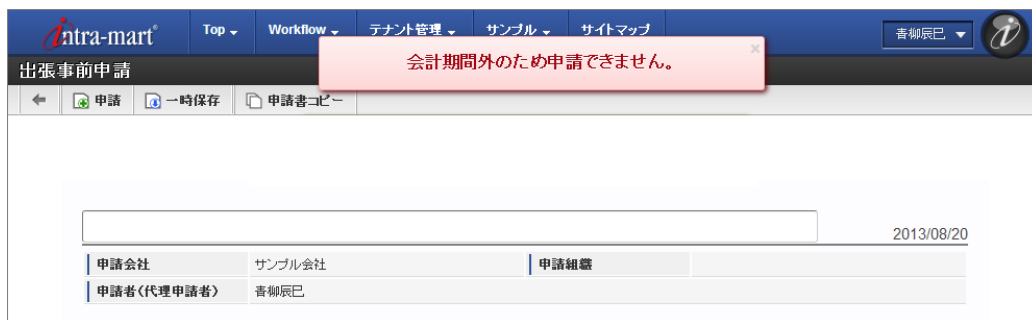 intra-mart® Top Workflow テナント管理 サンプル サイトマップ 青柳辰巳
会計期間外のため申請できません。 ×
出張事前申請
申請 一時保存 申請書コピー
2013/08/20
申請会社 サンプル会社 申請組織
申請者(代理申請者) 青柳辰巳